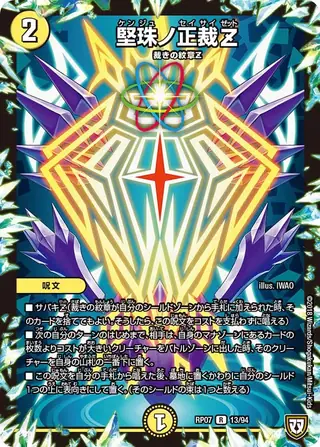 2
ケンジュ セイサイ ゼット
堅珠ノ正裁Z
裁きの紋章Z
呪文
illus. IWAO
■サバキZ(裁きの紋章が自分のシールドゾーンから手札に加えられた時、そ
のカードを捨ててもよい。そうしたら、この呪文をコストを支払わずに唱える)
■次の自分のターンのはじめまで、相手は、自身のマナゾーンにあるカードの
枚数よりコストが大きいクリーチャーをバトルゾーンに出した時、そのクリーチャー
を自身の山札の一番下に置く。
■この呪文を自分の手札から唱えた後、墓地に置くかわりに自分のシールド
1つの上に表向きにして置く。(そのシールドの束は1つと数える)
1
RP07 R 13/94